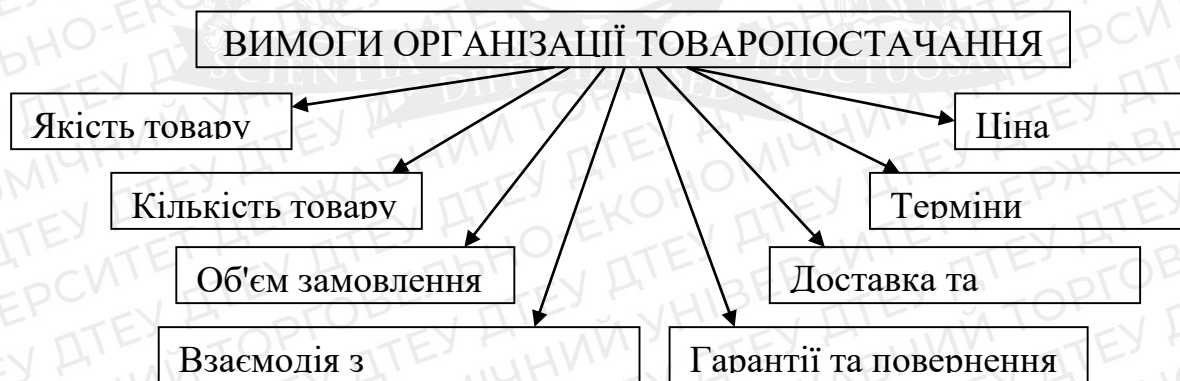 ВИМОГИ ОРГАНІЗАЦІЇ ТОВАРОПОСТАЧАННЯ
Якість товару
Ціна
Кількість товару
Терміни
Об'єм замовлення
Доставка та
Взаємодія з
Гарантії та повернення